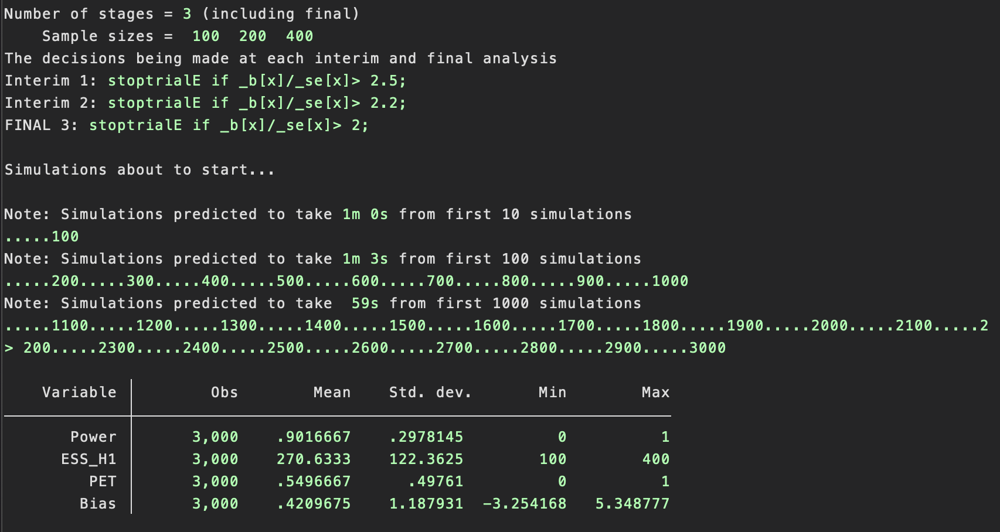 Number of stages = 3 (including final)
    Sample sizes =  100  200  400
The decisions being made at each interim and final analysis
Interim 1: stoptrialE if _b[x]/_se[x]> 2.5;
Interim 2: stoptrialE if _b[x]/_se[x]> 2.2;
FINAL 3: stoptrialE if _b[x]/_se[x]> 2;

Simulations about to start...

Note: Simulations predicted to take 1m 0s from first 10 simulations
.....100
Note: Simulations predicted to take 1m 3s from first 100 simulations
.....200.....300.....400.....500.....600.....700.....800.....900.....1000
Note: Simulations predicted to take  59s from first 1000 simulations
.....1100.....1200.....1300.....1400.....1500.....1600.....1700.....1800.....1900.....2000.....2100.....2
> 200.....2300.....2400.....2500.....2600.....2700.....2800.....2900.....3000

    Variable |        Obs        Mean    Std. dev.       Min        Max
       Power |      3,000    .9016667    .2978145          0          1
      ESS_H1 |      3,000    270.6333    122.3625        100        400
         PET |      3,000    .5496667      .49761          0          1
        Bias |      3,000    .4209675    1.187931  -3.254168   5.348777